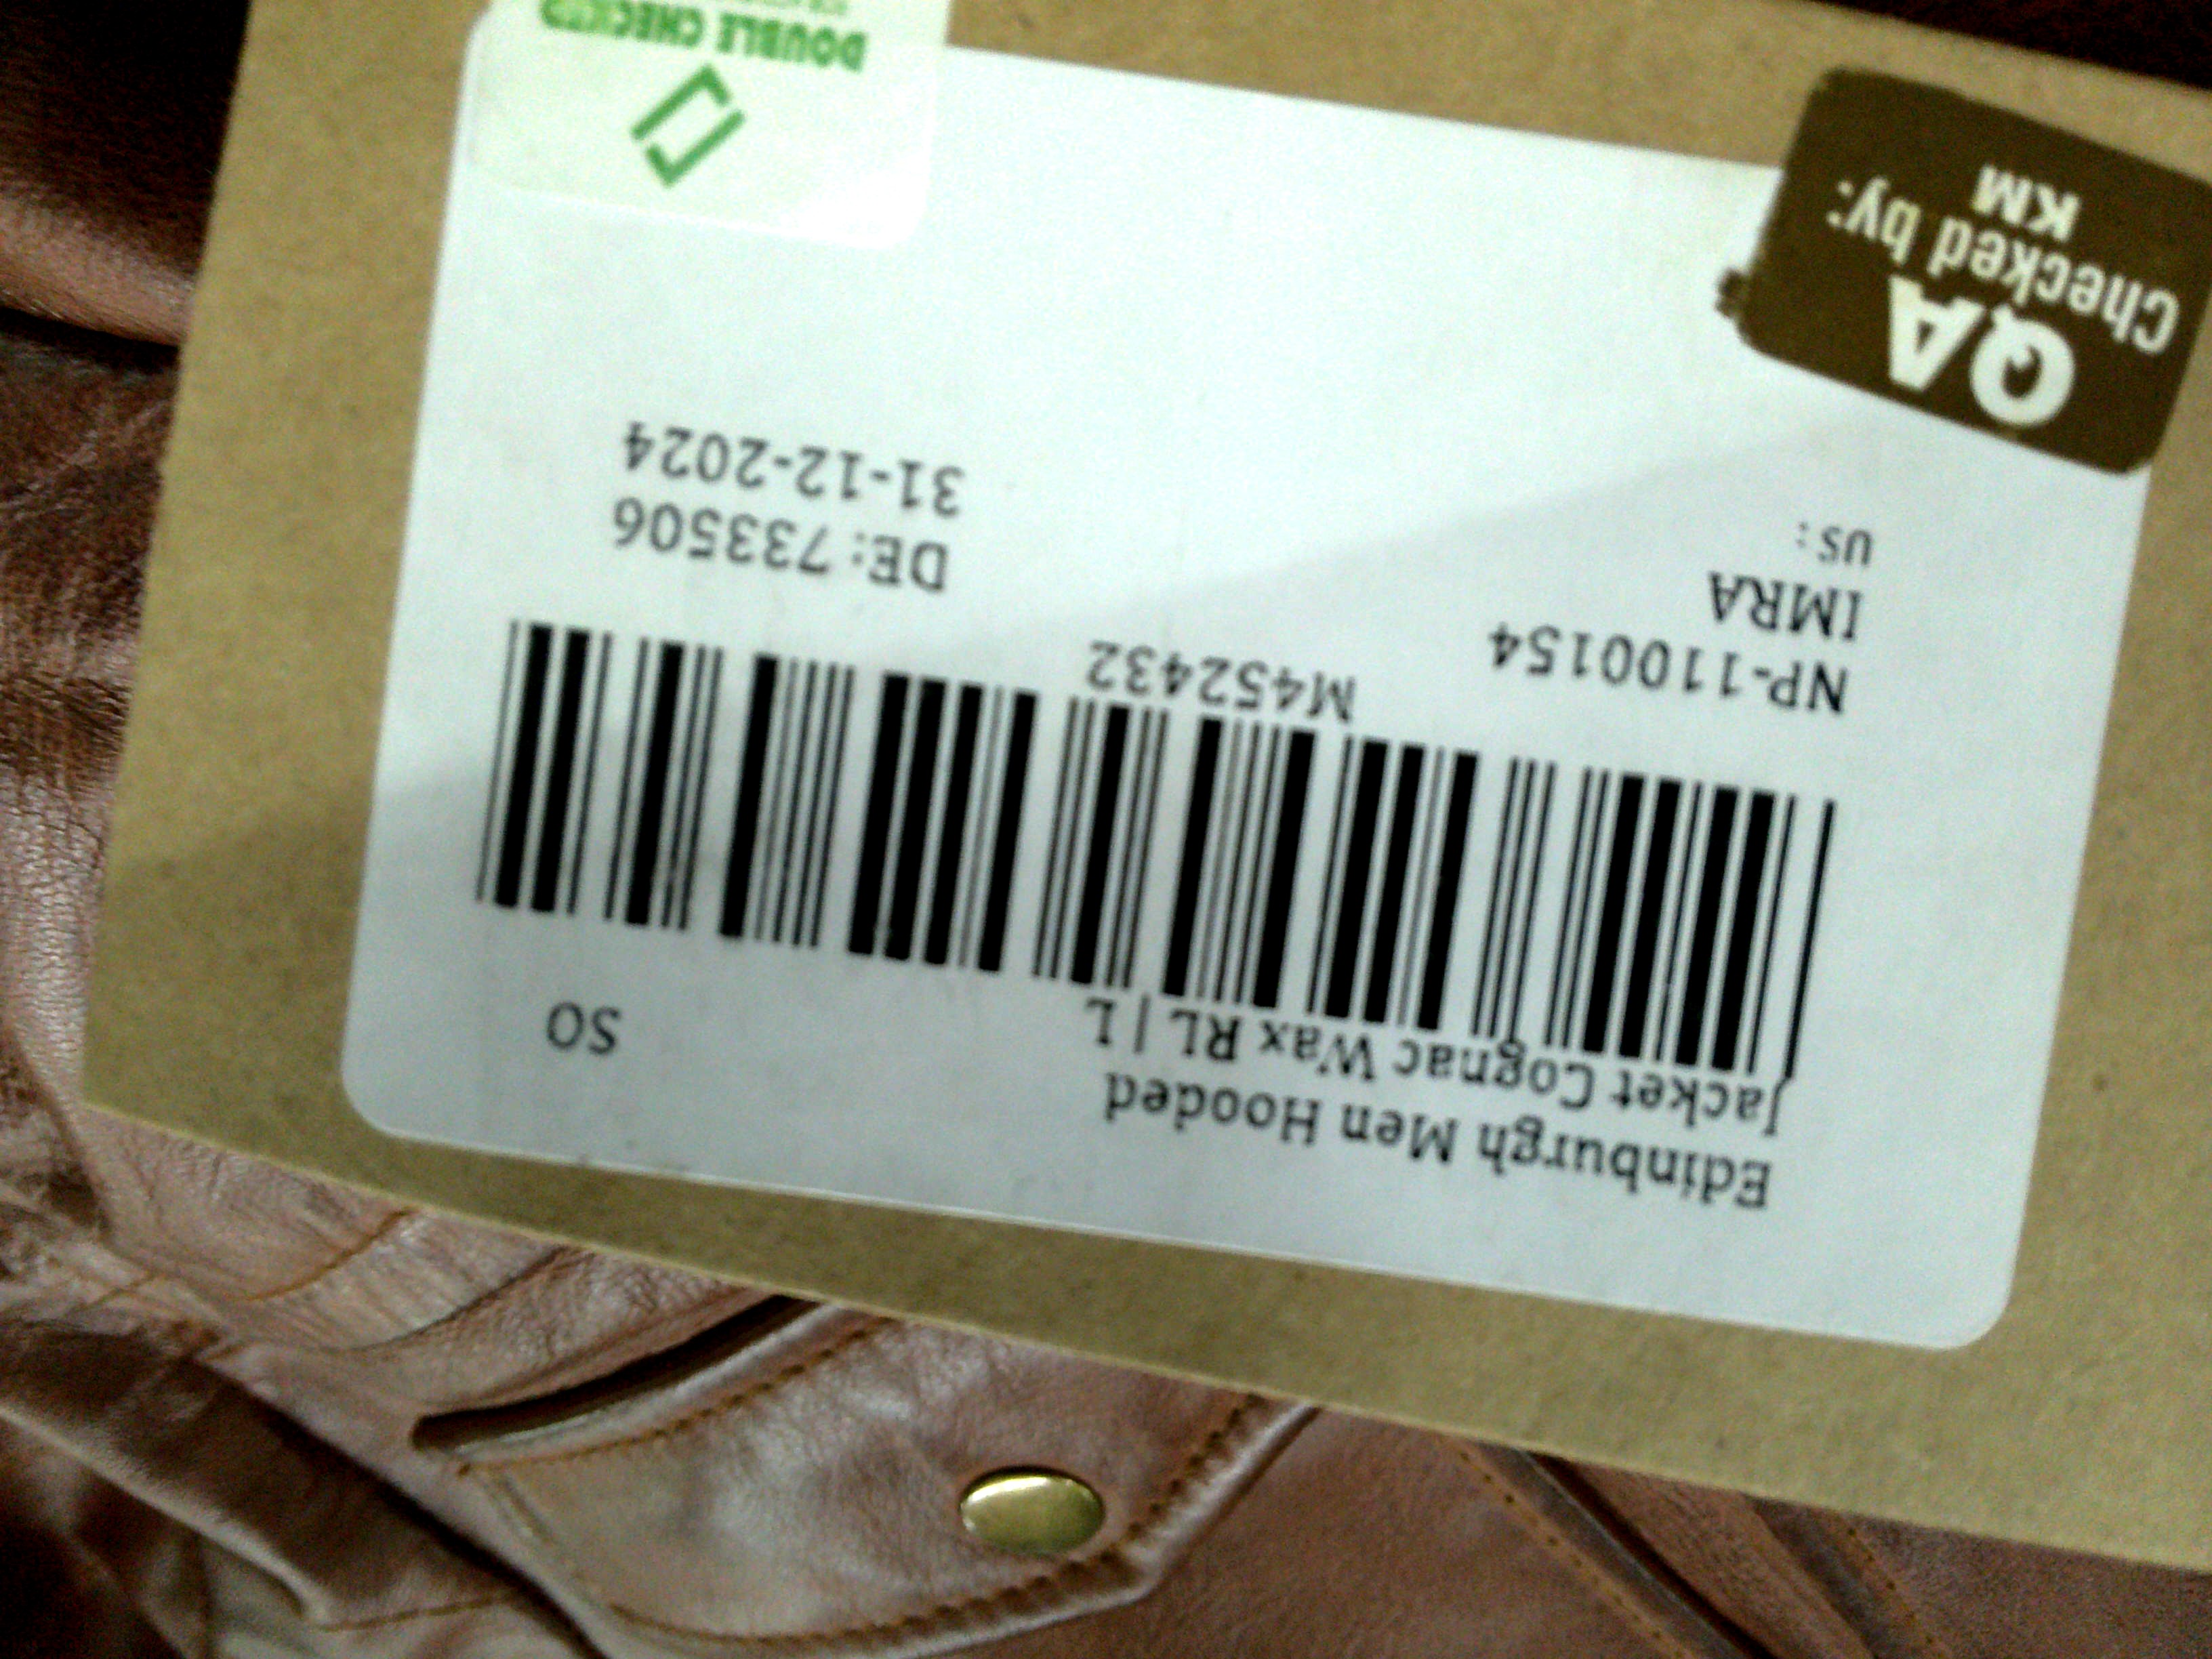 Edinburgh Men Hooded
Jacket Cognac Wax RL | L
SO
M452432
NP-1100154
IMRA
US:
DE: 733506
31-12-2024
QA
Checked by:
KM
DOUBLE CHECKED